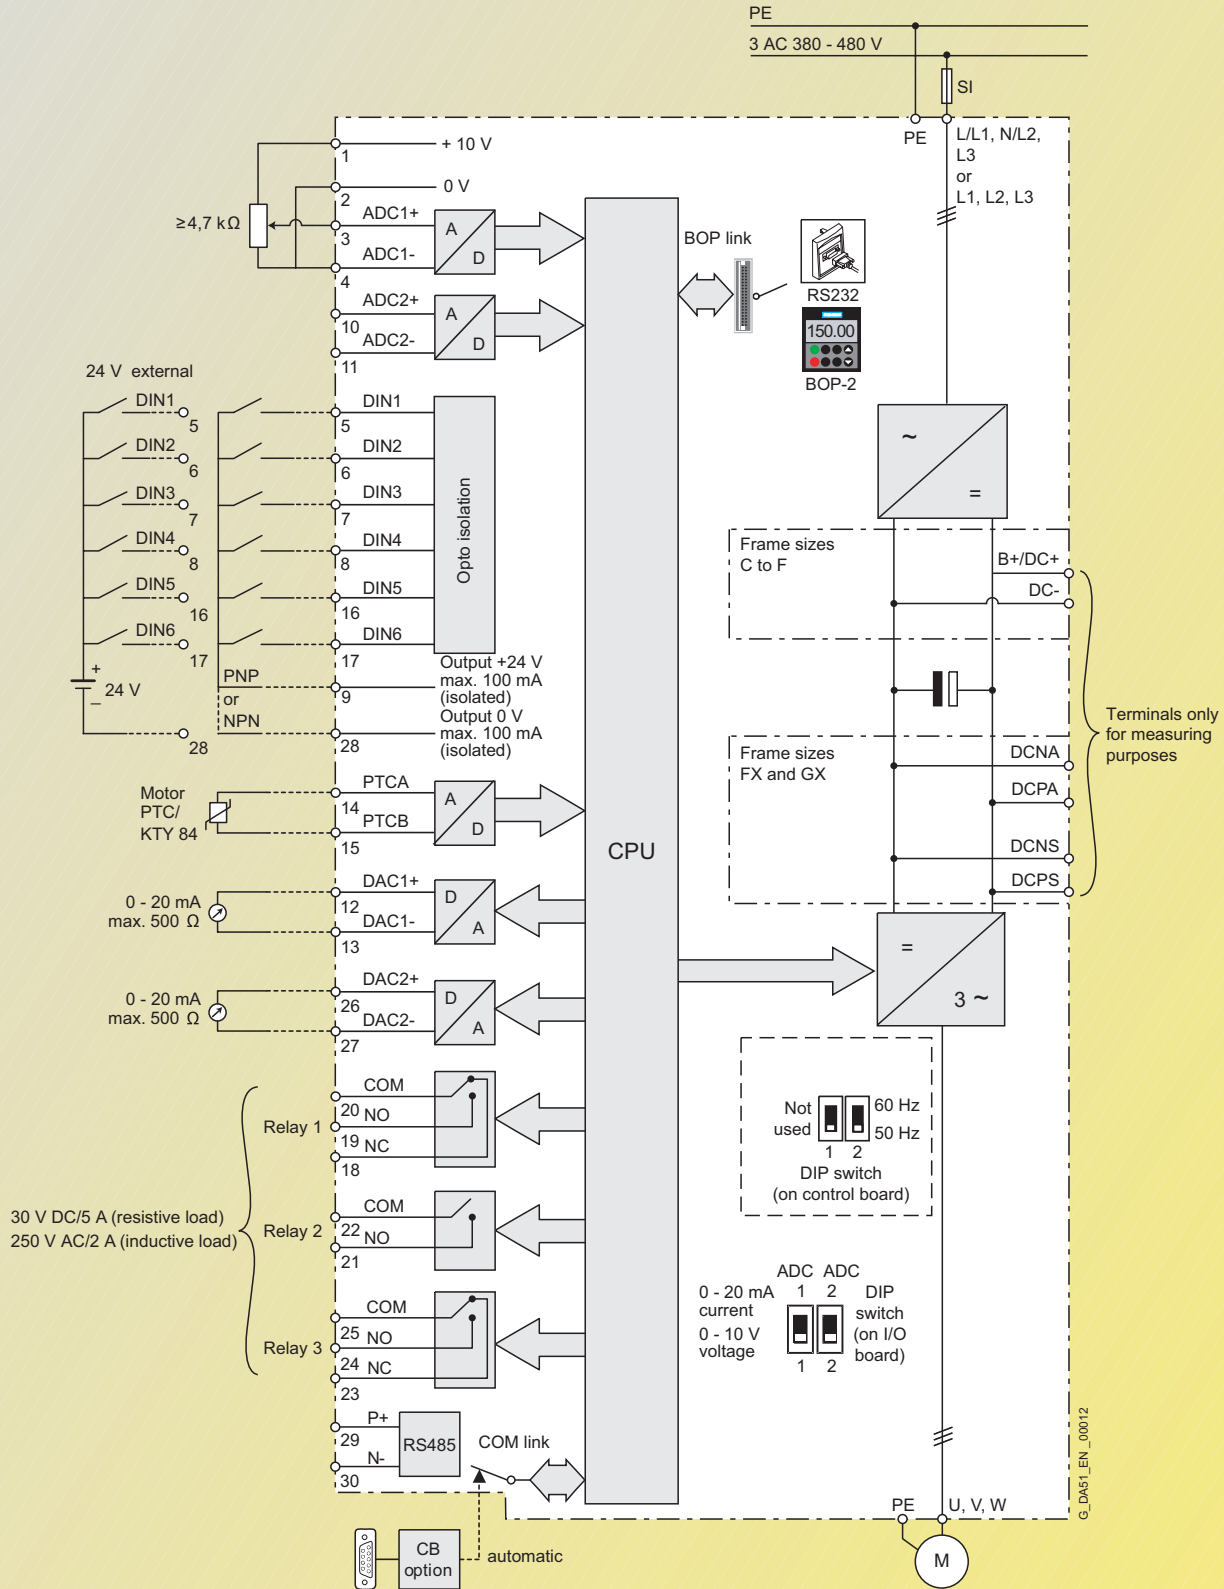 PE
3 AC 380 - 480 V
SI
PE
L/L1, N/L2,
L3
or
L1, L2, L3
1
+ 10 V
2
0 V
≥4,7 kΩ
ADC1+
3
ADC1-
4
A
D
ADC2+
10
ADC2-
11
A
D
BOP link
RS232
150.00
BOP-2
24 V external
DIN1
5
DIN2
6
DIN3
7
DIN4
8
DIN5
16
DIN6
17
+
24 V
–
28
PNP
or
NPN
DIN1
5
DIN2
6
DIN3
7
DIN4
8
DIN5
16
DIN6
17
Opto isolation
Output +24 V
max. 100 mA
(isolated)
9
Output 0 V
max. 100 mA
(isolated)
28
CPU
~
=
Frame sizes
C to F
B+/DC+
DC-
Terminals only
for measuring
purposes
Frame sizes
FX and GX
DCNA
DCPA
DCNS
DCPS
=
3 ~
Motor
PTC/
KTY 84
PTCA
14
PTCB
15
A
D
0 - 20 mA
max. 500 Ω
DAC1+
12
DAC1-
13
D
A
0 - 20 mA
max. 500 Ω
DAC2+
26
DAC2-
27
D
A
30 V DC/5 A (resistive load)
250 V AC/2 A (inductive load)
Relay 1
COM
20
NO
19
NC
18
Relay 2
COM
22
NO
21
Relay 3
COM
25
NO
24
NC
23
Not
used
60 Hz
50 Hz
1 2
DIP switch
(on control board)
ADC ADC
1 2
0 - 20 mA
current
0 - 10 V
voltage
1 2
DIP
switch
(on I/O
board)
P+
29
N-
30
RS485
COM link
CB
option
automatic
PE
U, V, W
M
G_DA51_EN_00012